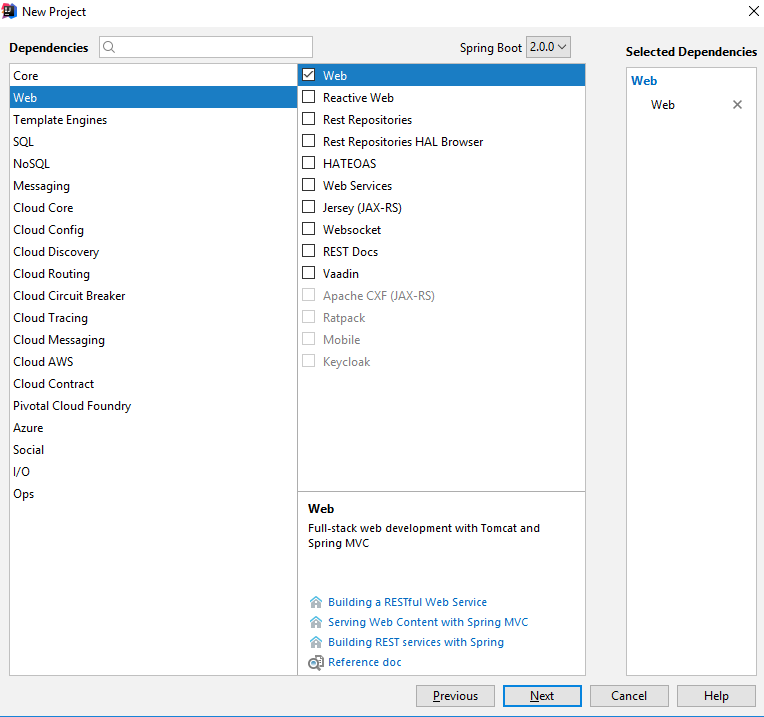 New Project
Dependencies
Spring Boot 2.0.0
Selected Dependencies
Core
Web
Template Engines
SQL
NoSQL
Messaging
Cloud Core
Cloud Config
Cloud Discovery
Cloud Routing
Cloud Circuit Breaker
Cloud Tracing
Cloud Messaging
Cloud AWS
Cloud Contract
Pivotal Cloud Foundry
Azure
Social
I/O
Ops
Web
Reactive Web
Rest Repositories
Rest Repositories HAL Browser
HATEOAS
Web Services
Jersey (JAX-RS)
Websocket
REST Docs
Vaadin
Apache CXF (JAX-RS)
Ratpack
Mobile
Keycloak
Web
Full-stack web development with Tomcat and
Spring MVC
Building a RESTful Web Service
Serving Web Content with Spring MVC
Building REST services with Spring
Reference doc
Web
Web
Previous
Next
Cancel
Help